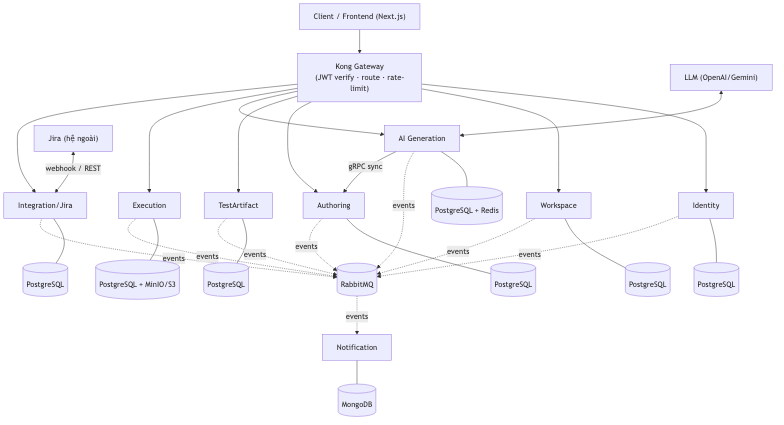 Client / Frontend (Next.js)
Kong Gateway
(JWT verify · route · rate-
limit)
LLM (OpenAI/Gemini)
Jira (hệ ngoài)
AI Generation
webhook / REST
gRPC sync
Integration/Jira
Execution
TestArtifact
Authoring
PostgreSQL + Redis
Workspace
Identity
events
events
events
events
events
events
events
PostgreSQL
PostgreSQL + MinIO/S3
PostgreSQL
RabbitMQ
PostgreSQL
PostgreSQL
PostgreSQL
events
Notification
MongoDB